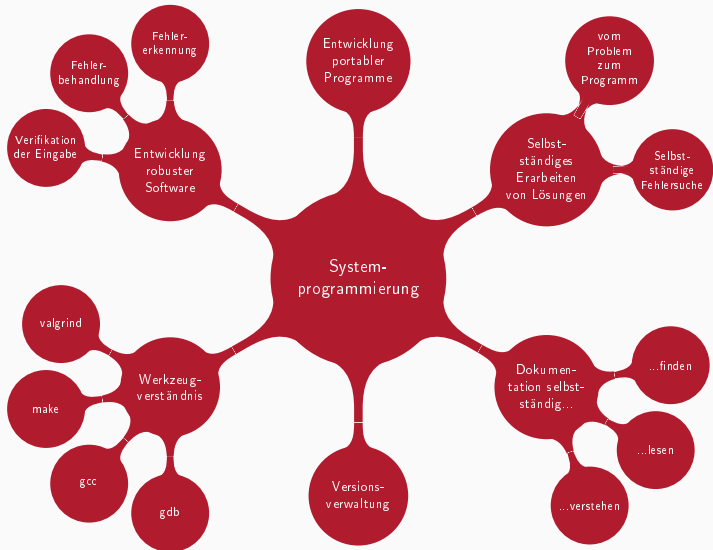 Fehler-
erkennung
Fehler-
behandlung
Verifikation
der Eingabe
Entwicklung
robuster
Software
Entwicklung
portabler
Programme
vom
Problem
zum
Programm
Selbst-
ständiges
Erarbeiten
von Lösungen
Selbst-
ständige
Fehlersuche
System-
programmierung
valgrind
make
gcc
gdb
Werkzeug-
verständnis
Versions-
verwaltung
Dokumen-
tation selbst-
ständig...
...finden
...lesen
...verstehen